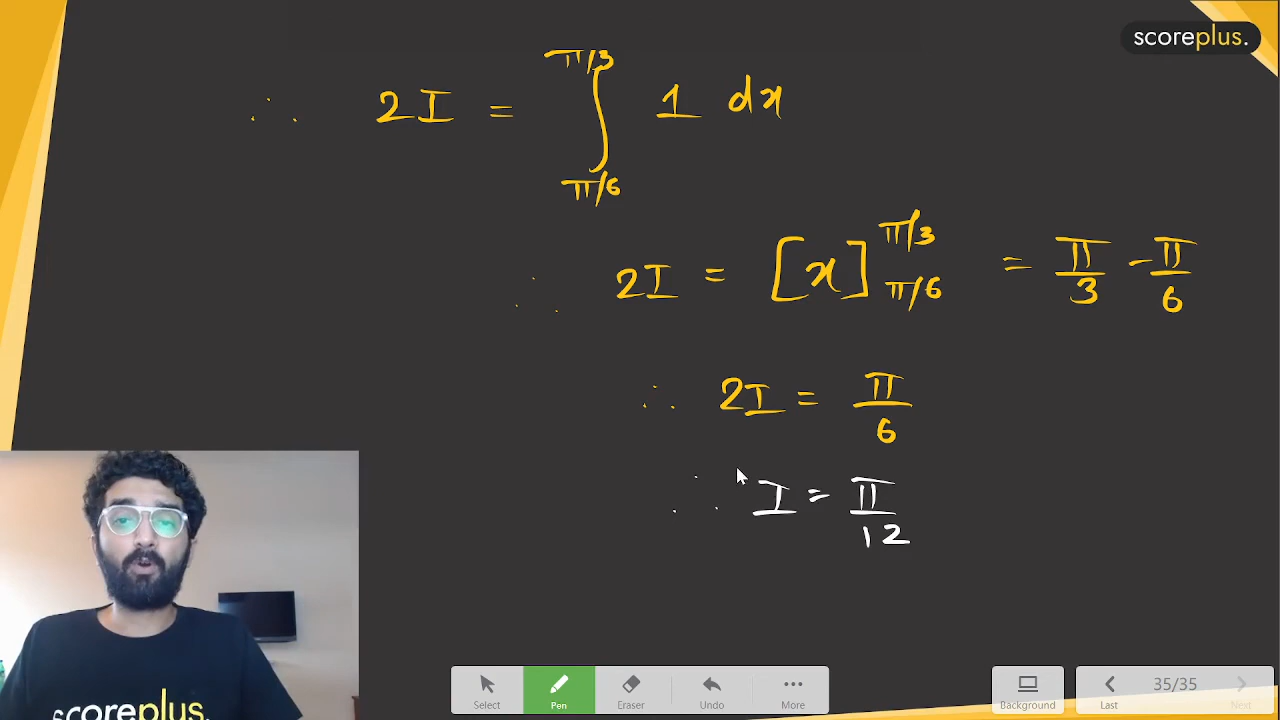 scoreplus.
∴ 2I = ∫ π/3 π/6 1 dx
∴ 2I = [x] π/3 π/6 = π/3 - π/6
∴ 2I = π/6
∴ I = π/12
scoreplus.
Select Pen Eraser Undo More Background Last 35/35 Next